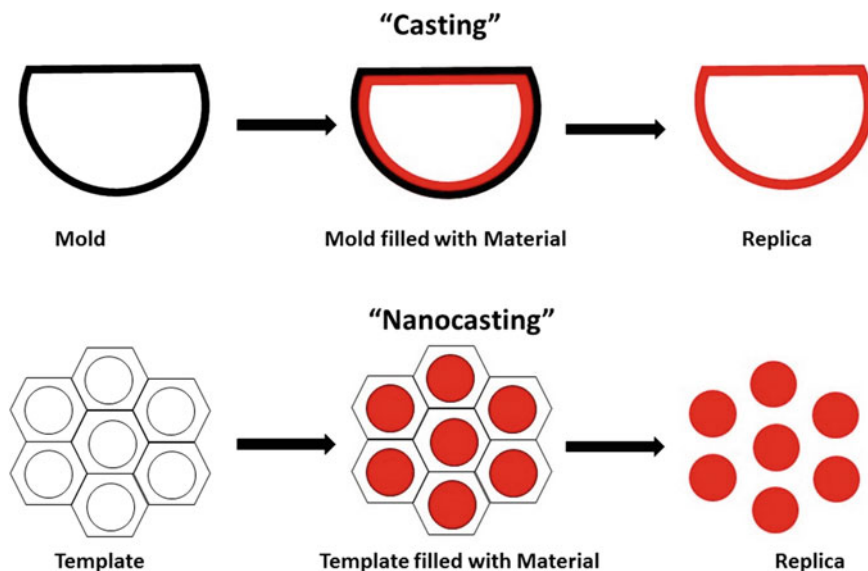 “Casting”
Mold
Mold filled with Material
Replica
“Nanocasting”
Template
Template filled with Material
Replica